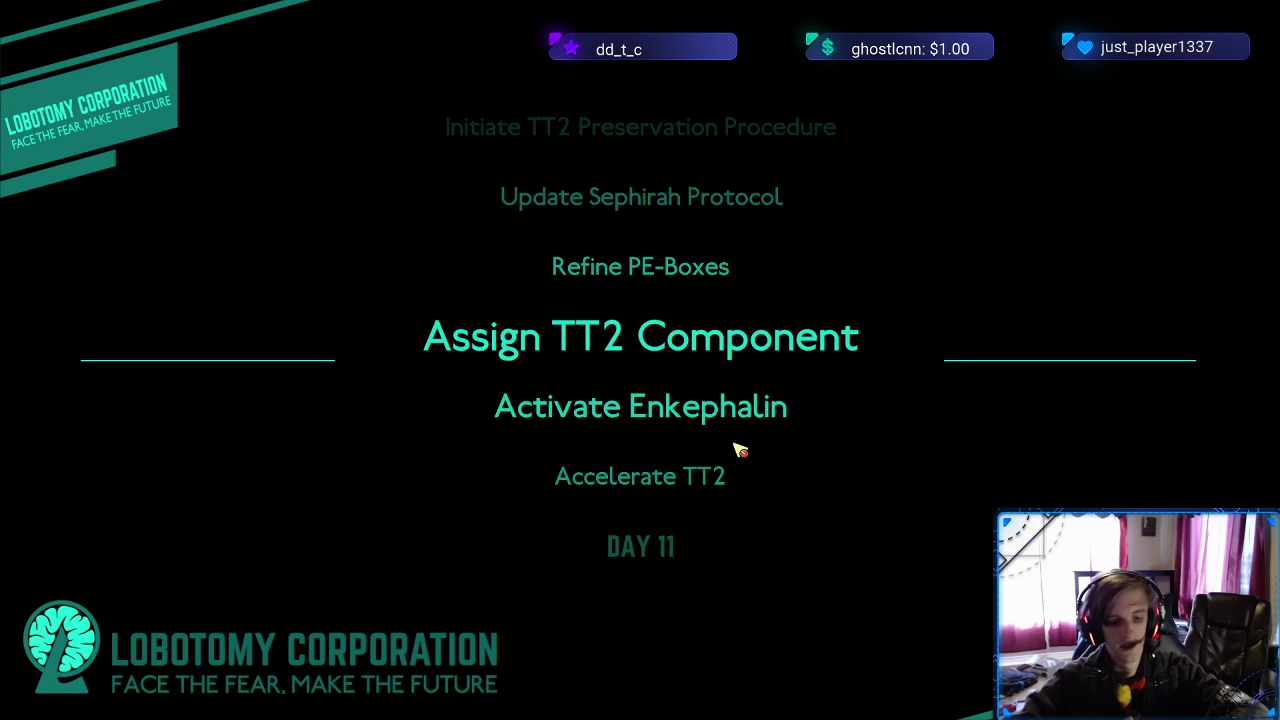 LOBOTOMY CORPORATION
FACE THE FEAR, MAKE THE FUTURE
dd_t_c
ghostlcnn: $1.00
just_player1337
Initiate TT2 Preservation Procedure
Update Sephirah Protocol
Refine PE-Boxes
Assign TT2 Component
Activate Enkephalin
Accelerate TT2
DAY 11
LOBOTOMY CORPORATION
FACE THE FEAR, MAKE THE FUTURE